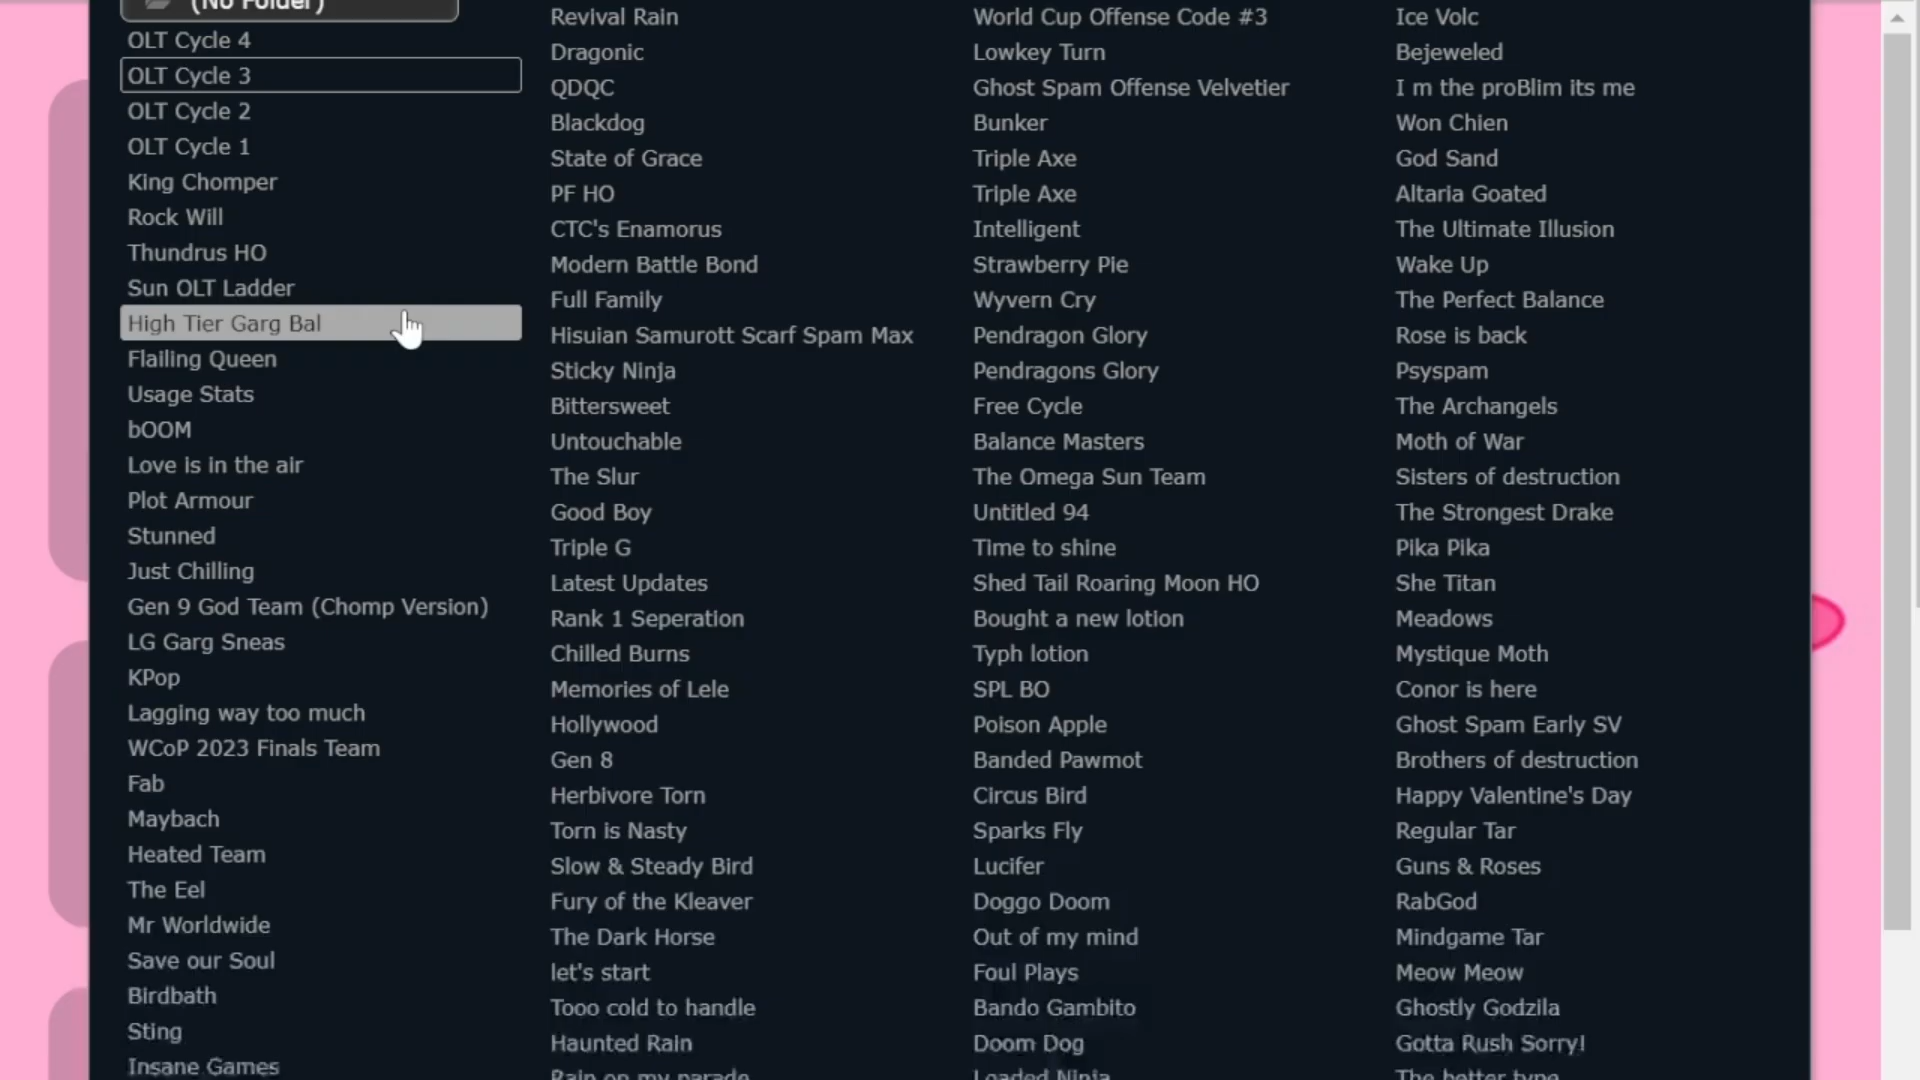 (No Folder)
OLT Cycle 4
OLT Cycle 3
OLT Cycle 2
OLT Cycle 1
King Chomper
Rock Will
Thundrus HO
Sun OLT Ladder
High Tier Garg Bal
Flailing Queen
Usage Stats
bOOM
Love is in the air
Plot Armour
Stunned
Just Chilling
Gen 9 God Team (Chomp Version)
LG Garg Sneas
KPop
Lagging way too much
WCoP 2023 Finals Team
Fab
Maybach
Heated Team
The Eel
Mr Worldwide
Save our Soul
Birdbath
Sting
Insane Games
Revival Rain
Dragonic
QDQC
Blackdog
State of Grace
PF HO
CTC's Enamorus
Modern Battle Bond
Full Family
Hisuian Samurott Scarf Spam Max
Sticky Ninja
Bittersweet
Untouchable
The Slur
Good Boy
Triple G
Latest Updates
Rank 1 Seperation
Chilled Burns
Memories of Lele
Hollywood
Gen 8
Herbivore Torn
Torn is Nasty
Slow & Steady Bird
Fury of the Kleaver
The Dark Horse
let's start
Tooo cold to handle
Haunted Rain
Rain on my parade
World Cup Offense Code #3
Lowkey Turn
Ghost Spam Offense Velvetier
Bunker
Triple Axe
Triple Axe
Intelligent
Strawberry Pie
Wyvern Cry
Pendragon Glory
Pendragons Glory
Free Cycle
Balance Masters
The Omega Sun Team
Untitled 94
Time to shine
Shed Tail Roaring Moon HO
Bought a new lotion
Typh lotion
SPL BO
Poison Apple
Banded Pawmot
Circus Bird
Sparks Fly
Lucifer
Doggo Doom
Out of my mind
Foul Plays
Bando Gambito
Doom Dog
Loaded Ninja
Ice Volc
Bejeweled
I m the proBlim its me
Won Chien
God Sand
Altaria Goated
The Ultimate Illusion
Wake Up
The Perfect Balance
Rose is back
Psyspam
The Archangels
Moth of War
Sisters of destruction
The Strongest Drake
Pika Pika
She Titan
Meadows
Mystique Moth
Conor is here
Ghost Spam Early SV
Brothers of destruction
Happy Valentine's Day
Regular Tar
Guns & Roses
RabGod
Mindgame Tar
Meow Meow
Ghostly Godzila
Gotta Rush Sorry!
The better type